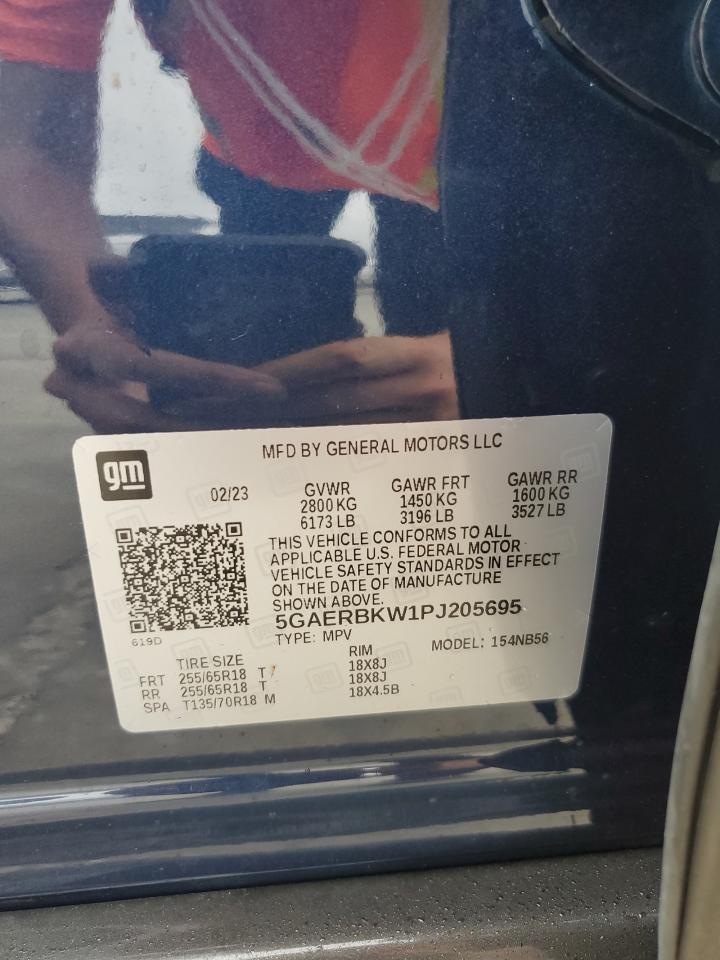 MFD BY GENERAL MOTORS LLC
gm
02/23
GVWR GAWR FRT GAWR RR
2800 KG 1450 KG 1600 KG
6173 LB 3196 LB 3527 LB
THIS VEHICLE CONFORMS TO ALL
APPLICABLE U.S. FEDERAL MOTOR
VEHICLE SAFETY STANDARDS IN EFFECT
ON THE DATE OF MANUFACTURE
SHOWN ABOVE.
5GAERBKW1PJ205695
619D
TYPE: MPV MODEL: 154NB56
TIRE SIZE RIM
FRT 255/65R18 T 18X8J
RR 255/65R18 T 18X8J
SPA T135/70R18 M 18X4.5B